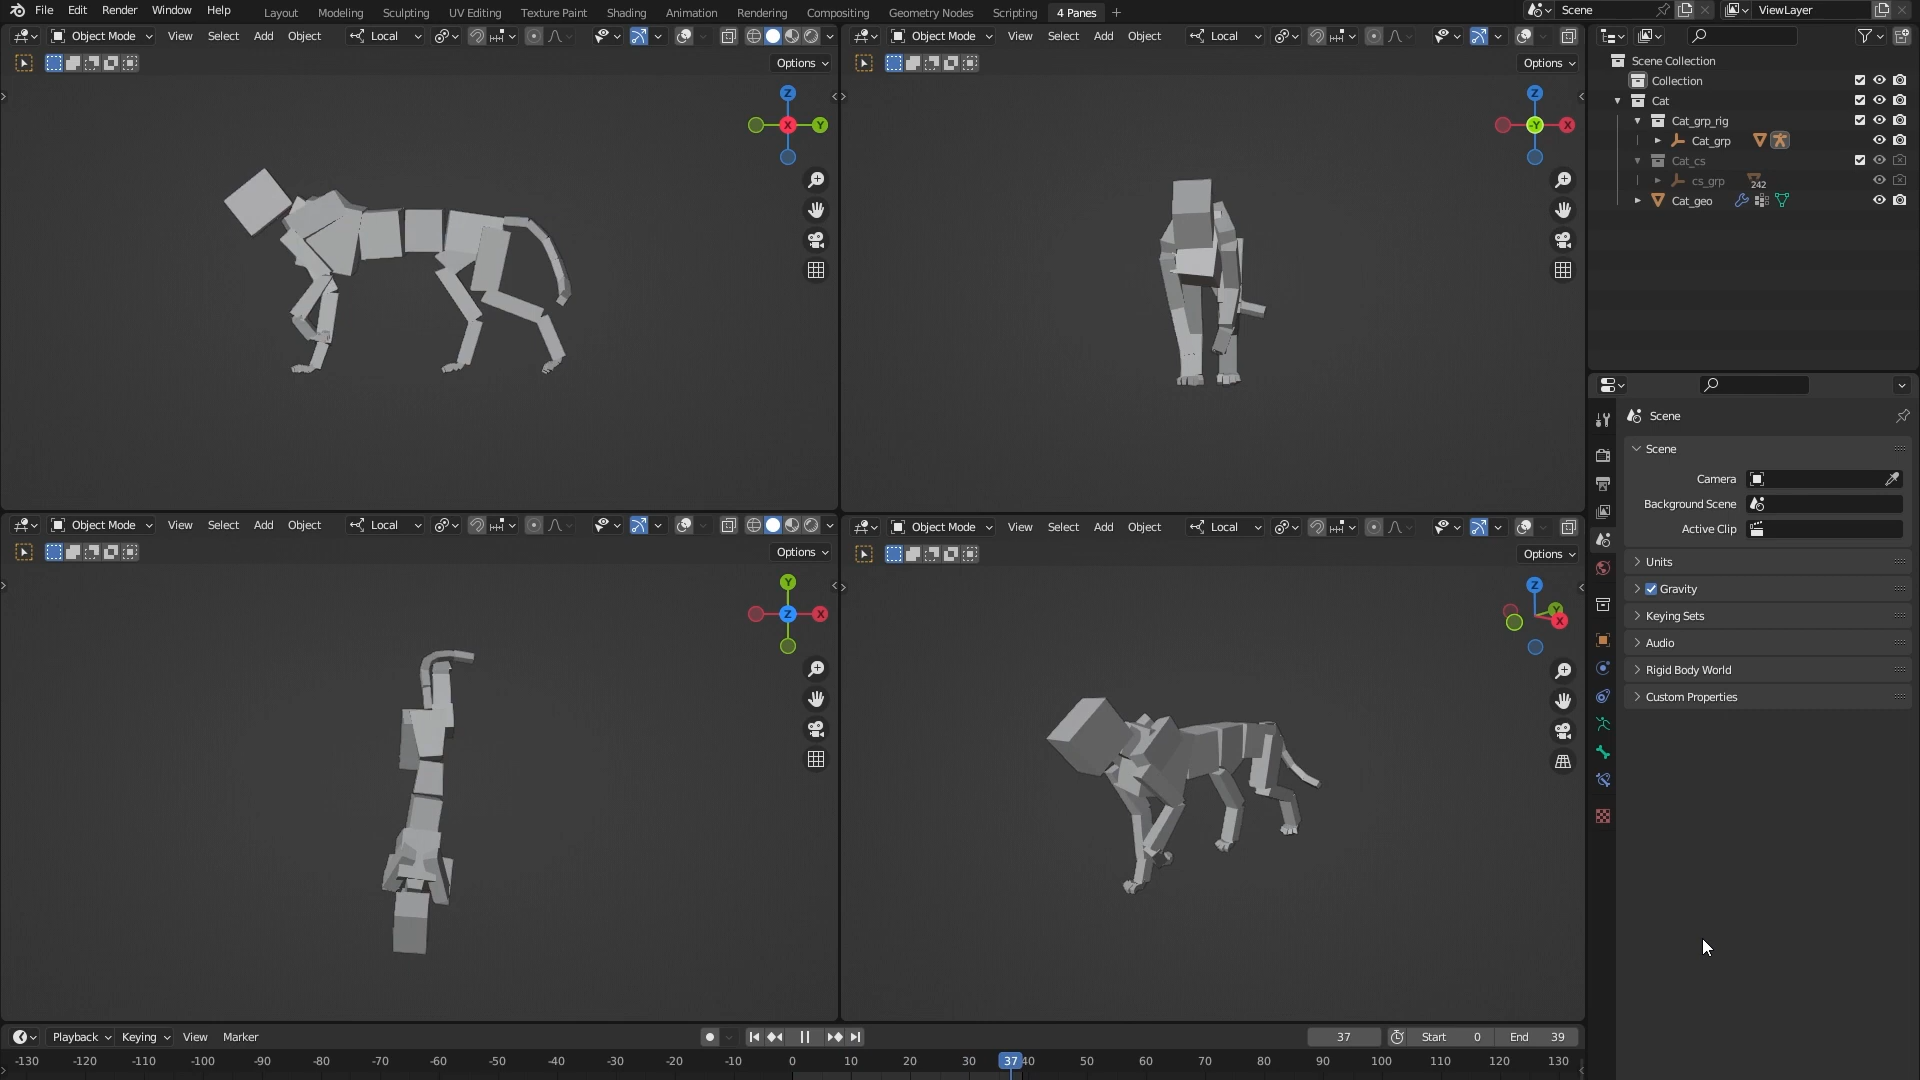 File Edit Render Window Help Layout Modeling Sculpting UV Editing Texture Paint Shading Animation Rendering Compositing Geometry Nodes Scripting 4 Panes + Scene ViewLayer
Object Mode View Select Add Object Local
Object Mode View Select Add Object Local
Options
Options
Z
X Y
Z
-Y X
Scene Collection
Collection
Cat
Cat_grp_rig
Cat_grp
Cat_cs
cs_grp 242
Cat_geo
Object Mode View Select Add Object Local
Object Mode View Select Add Object Local
Options
Options
Y
Z X
Z
Y
X
Scene
Scene
Camera
Background Scene
Active Clip
Units
Gravity
Keying Sets
Audio
Rigid Body World
Custom Properties
Playback Keying View Marker 37 Start 0 End 39
-130 -120 -110 -100 -90 -80 -70 -60 -50 -40 -30 -20 -10 0 10 20 30 37 40 50 60 70 80 90 100 110 120 130